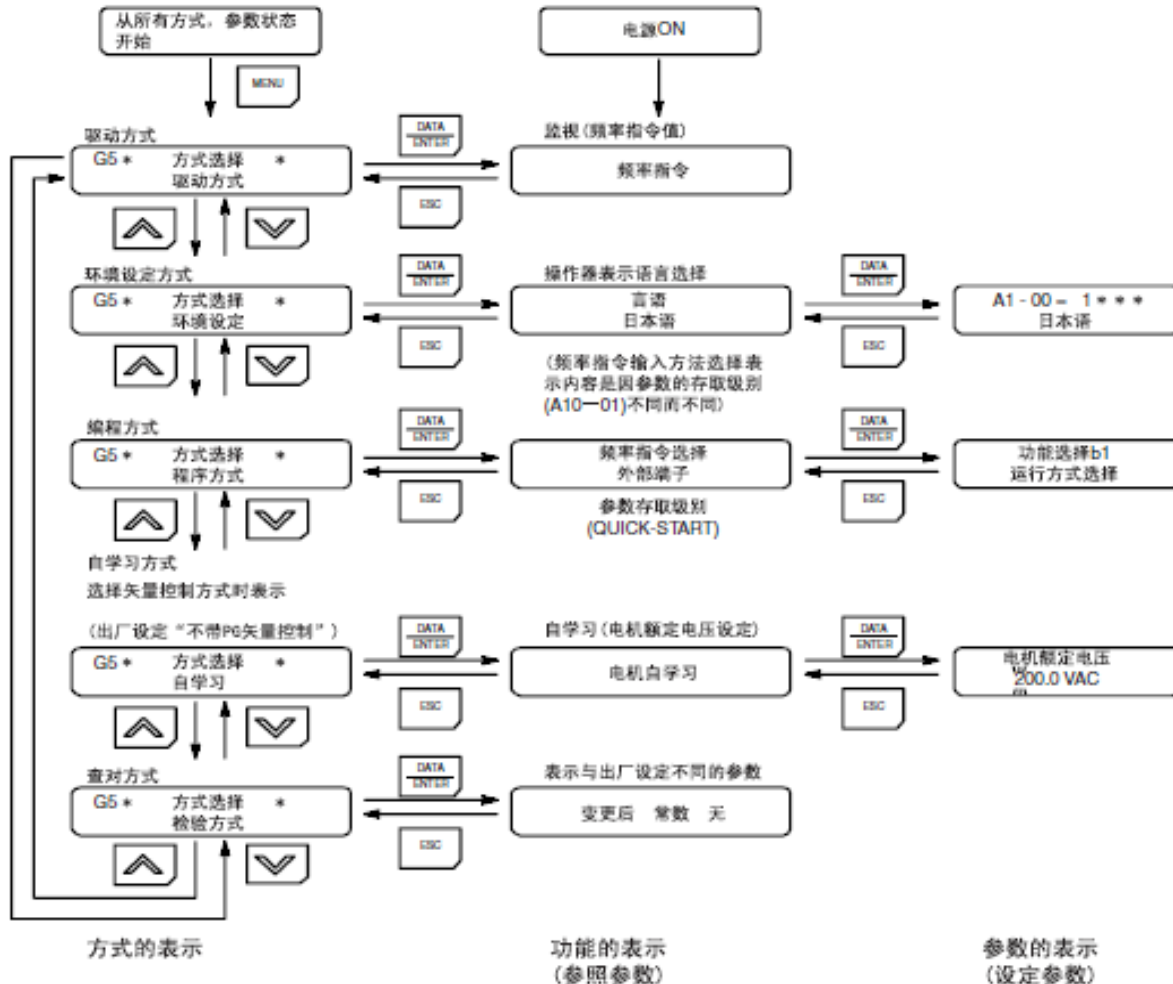 从所有方式，参数状态
开始
电源ON
MENU
驱动方式
G5＊ 方式选择 ＊
驱动方式
DATA
ENTER
ESC
监视(频率指令值)
频率指令
环境设定方式
G5＊ 方式选择 ＊
环境设定
DATA
ENTER
ESC
操作器表示语言选择
言语
日本语
DATA
ENTER
ESC
A1 - 00 = 1＊＊＊
日本语
(频率指令输入方法选择表
示内容是因参数的存取级别
(A10—01)不同而不同)
编程方式
G5＊ 方式选择 ＊
程序方式
DATA
ENTER
ESC
频率指令选择
外部端子
DATA
ENTER
ESC
功能选择b1
运行方式选择
参数存取级别
(QUICK-START)
自学习方式
选择矢量控制方式时表示
(出厂设定“不带PG矢量控制”)
G5＊ 方式选择 ＊
自学习
DATA
ENTER
ESC
自学习(电机额定电压设定)
电机自学习
DATA
ENTER
ESC
电机额定电压
200.0 VAC
查对方式
G5＊ 方式选择 ＊
检验方式
DATA
ENTER
ESC
表示与出厂设定不同的参数
变更后 常数 无
方式的表示
功能的表示
(参照参数)
参数的表示
(设定参数)